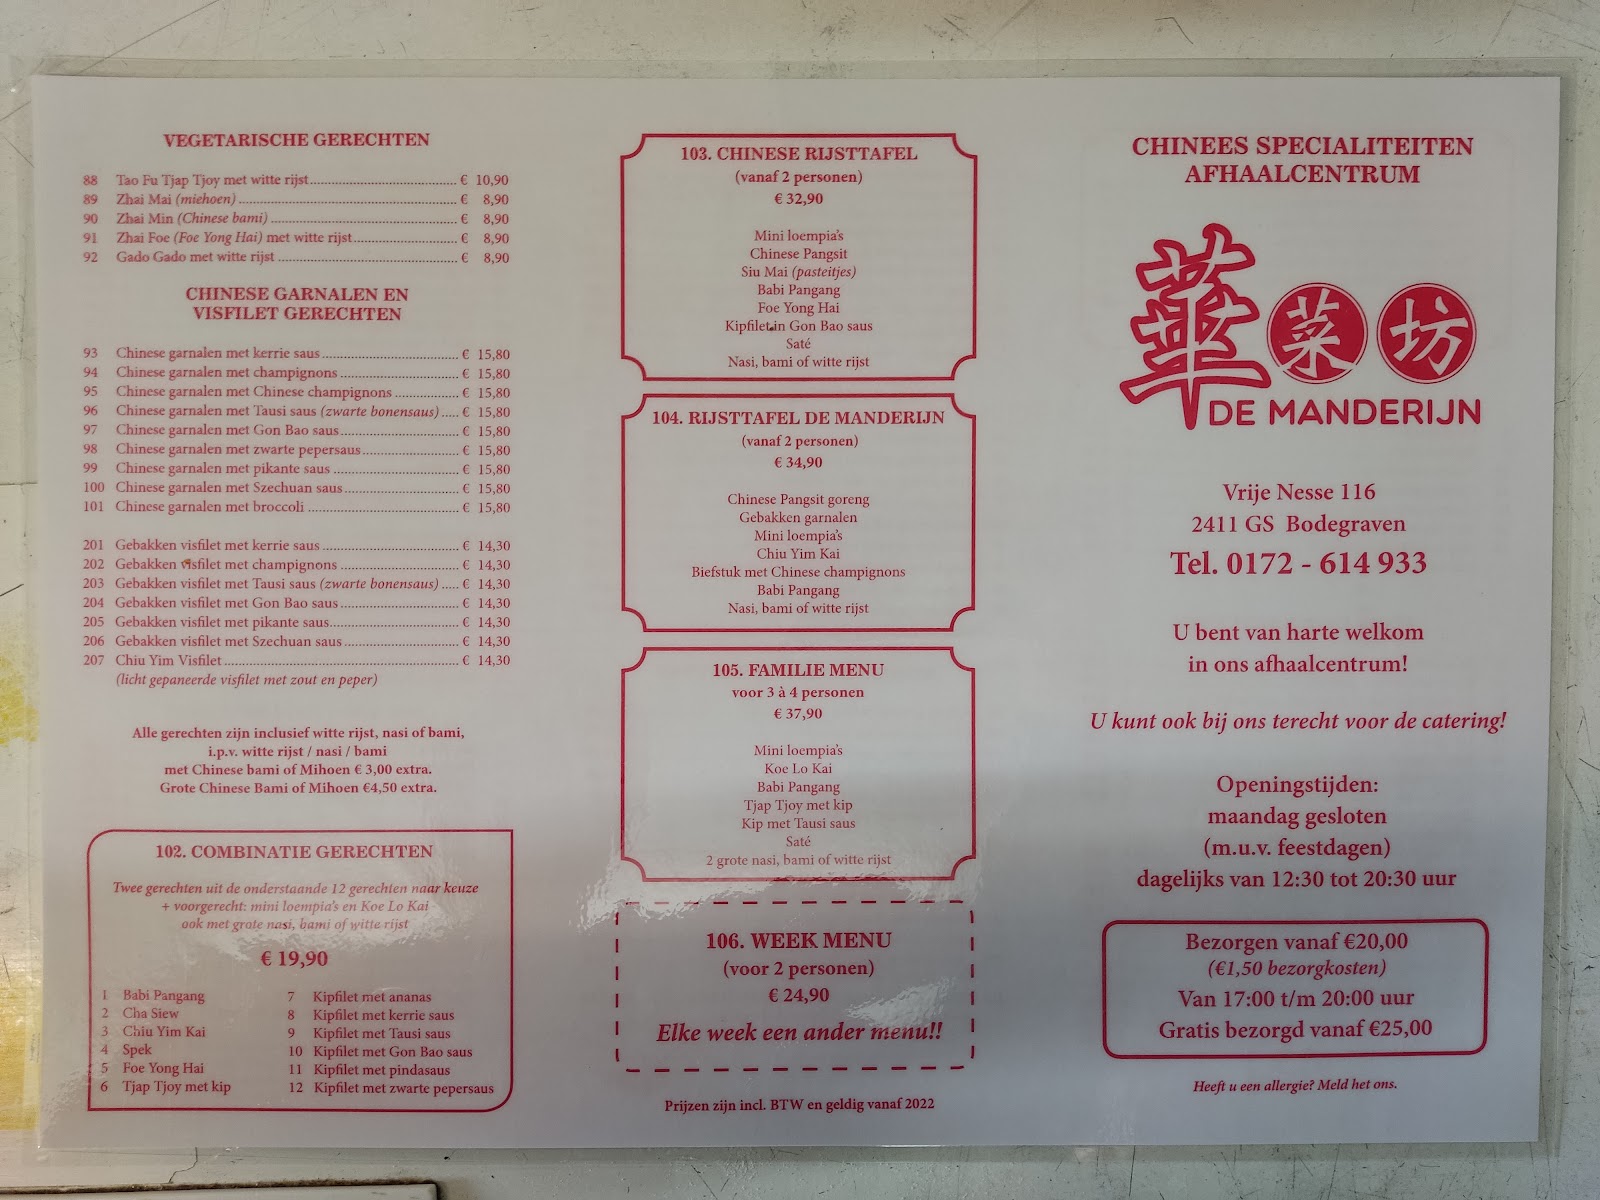 VEGETARISCHE GERECHTEN
88 Tao Fu Tjap Tjoy met witte rijst € 10,90
89 Zhai Mai (miehoen) € 8,90
90 Zhai Min (Chinese bami) € 8,90
91 Zhai Foe (Foe Yong Hai) met witte rijst € 8,90
92 Gado Gado met witte rijst € 8,90
CHINESE GARNALEN EN
VISFILET GERECHTEN
93 Chinese garnalen met kerrie saus € 15,80
94 Chinese garnalen met champignons € 15,80
95 Chinese garnalen met Chinese champignons € 15,80
96 Chinese garnalen met Tausi saus (zwarte bonensaus) € 15,80
97 Chinese garnalen met Gon Bao saus € 15,80
98 Chinese garnalen met zwarte pepersaus € 15,80
99 Chinese garnalen met pikante saus € 15,80
100 Chinese garnalen met Szechuan saus € 15,80
101 Chinese garnalen met broccoli € 15,80
201 Gebakken visfilet met kerrie saus € 14,30
202 Gebakken visfilet met champignons € 14,30
203 Gebakken visfilet met Tausi saus (zwarte bonensaus) € 14,30
204 Gebakken visfilet met Gon Bao saus € 14,30
205 Gebakken visfilet met pikante saus € 14,30
206 Gebakken visfilet met Szechuan saus € 14,30
207 Chiu Yim Visfilet € 14,30
(licht gepaneerde visfilet met zout en peper)
Alle gerechten zijn inclusief witte rijst, nasi of bami,
i.p.v. witte rijst / nasi / bami
met Chinese bami of Mihoen € 3,00 extra.
Grote Chinese Bami of Mihoen €4,50 extra.
102. COMBINATIE GERECHTEN
Twee gerechten uit de onderstaande 12 gerechten naar keuze
+ voorgerecht: mini loempia's en Koe Lo Kai
ook met grote nasi, bami of witte rijst
€ 19,90
1 Babi Pangang
2 Cha Siew
3 Chiu Yim Kai
4 Spek
5 Foe Yong Hai
6 Tjap Tjoy met kip
7 Kipfilet met ananas
8 Kipfilet met kerrie saus
9 Kipfilet met Tausi saus
10 Kipfilet met Gon Bao saus
11 Kipfilet met pindasaus
12 Kipfilet met zwarte pepersaus
103. CHINESE RIJSTTAFEL
(vanaf 2 personen)
€ 32,90
Mini loempia's
Chinese Pangsit
Siu Mai (pasteitjes)
Babi Pangang
Foe Yong Hai
Kipfilet in Gon Bao saus
Saté
Nasi, bami of witte rijst
104. RIJSTTAFEL DE MANDERIJN
(vanaf 2 personen)
€ 34,90
Chinese Pangsit goreng
Gebakken garnalen
Mini loempia's
Chiu Yim Kai
Biefstuk met Chinese champignons
Babi Pangang
Nasi, bami of witte rijst
105. FAMILIE MENU
voor 3 à 4 personen
€ 37,90
Mini loempia's
Koe Lo Kai
Babi Pangang
Tjap Tjoy met kip
Kip met Tausi saus
Saté
2 grote nasi, bami of witte rijst
106. WEEK MENU
(voor 2 personen)
€ 24,90
Elke week een ander menu!!
Prijzen zijn incl. BTW en geldig vanaf 2022
CHINEES SPECIALITEITEN
AFHAALCENTRUM
華菜坊
DE MANDERIJN
Vrije Nesse 116
2411 GS Bodegraven
Tel. 0172 - 614 933
U bent van harte welkom
in ons afhaalcentrum!
U kunt ook bij ons terecht voor de catering!
Openingstijden:
maandag gesloten
(m.u.v. feestdagen)
dagelijks van 12:30 tot 20:30 uur
Bezorgen vanaf €20,00
(€1,50 bezorgkosten)
Van 17:00 t/m 20:00 uur
Gratis bezorgd vanaf €25,00
Heeft u een allergie? Meld het ons.